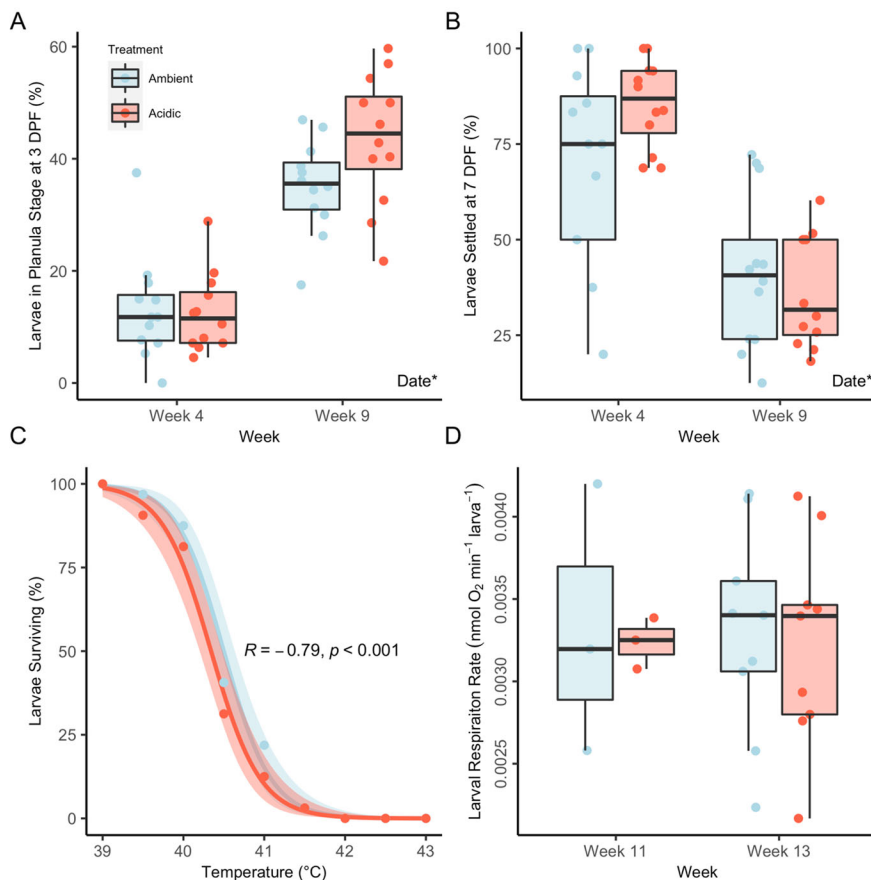 A
Larvae in Planula Stage at 3 DPF (%)
60
40
20
0
Treatment
Ambient
Acidic
Date*
Week 4
Week 9
Week
B
Larvae Settled at 7 DPF (%)
100
75
50
25
Date*
Week 4
Week 9
Week
C
Larvae Surviving (%)
100
75
50
25
0
R = −0.79, p < 0.001
39
40
41
42
43
Temperature (°C)
D
Larval Respiraiton Rate (nmol O₂ min⁻¹ larva⁻¹)
0.0040
0.0035
0.0030
0.0025
Week 11
Week 13
Week